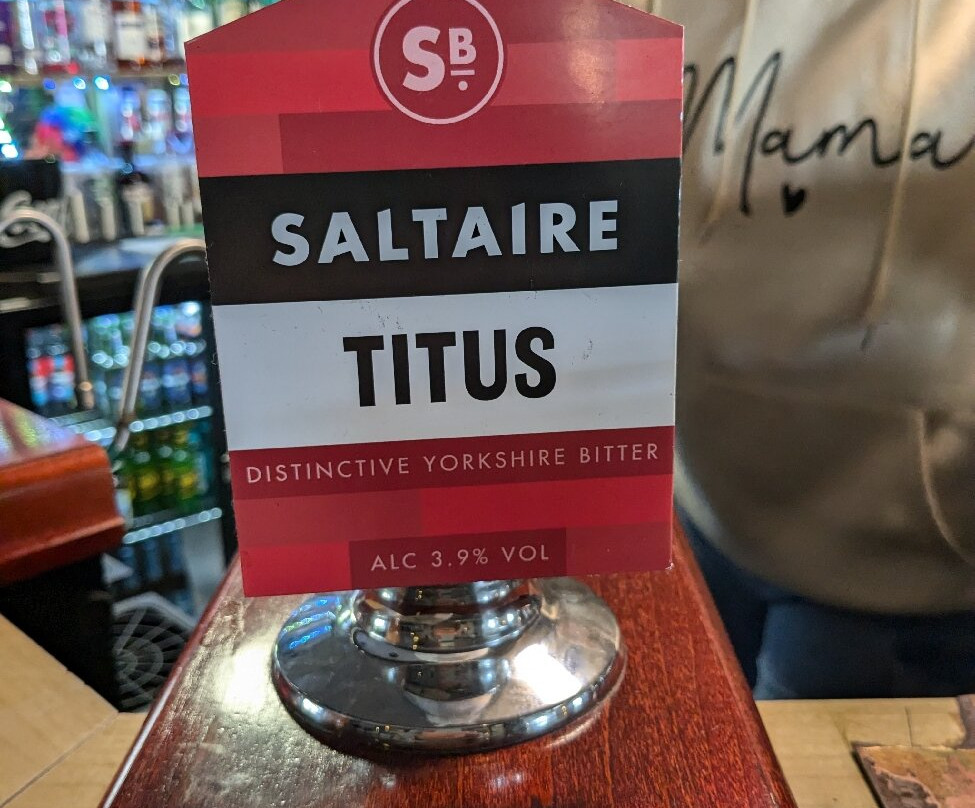 SB
SALTAIRE
TITUS
DISTINCTIVE YORKSHIRE BITTER
ALC 3.9% VOL
Mama